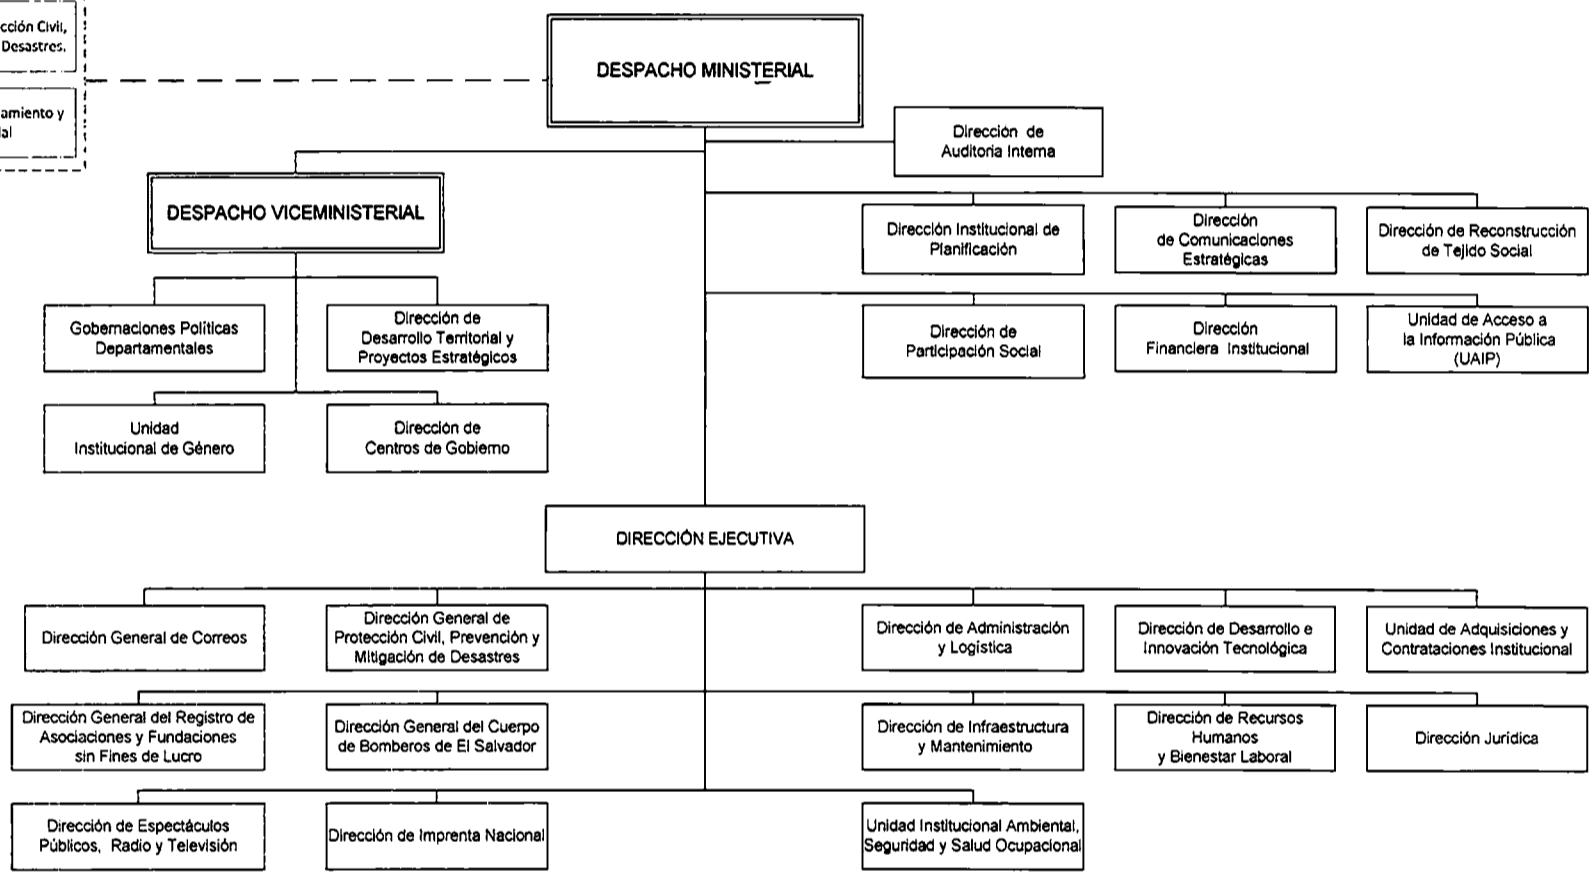 cción Civil,
Desastres.
amiento y
DESPACHO MINISTERIAL
Dirección de
Auditoria Interna
DESPACHO VICEMINISTERIAL
Dirección Institucional de
Planificación
Dirección
de Comunicaciones
Estratégicas
Dirección de Reconstrucción
de Tejido Social
Gobernaciones Políticas
Departamentales
Dirección de
Desarrollo Territorial y
Proyectos Estratégicos
Dirección de
Participación Social
Dirección
Financiera Institucional
Unidad de Acceso a
la Información Pública
(UAIP)
Unidad
Institucional de Género
Dirección de
Centros de Gobierno
DIRECCIÓN EJECUTIVA
Dirección General de Correos
Dirección General de
Protección Civil, Prevención y
Mitigación de Desastres
Dirección de Administración
y Logística
Dirección de Desarrollo e
Innovación Tecnológica
Unidad de Adquisiciones y
Contrataciones Institucional
Dirección General del Registro de
Asociaciones y Fundaciones
sin Fines de Lucro
Dirección General del Cuerpo
de Bomberos de El Salvador
Dirección de Infraestructura
y Mantenimiento
Dirección de Recursos
Humanos
y Bienestar Laboral
Dirección Jurídica
Dirección de Espectáculos
Públicos, Radio y Televisión
Dirección de Imprenta Nacional
Unidad Institucional Ambiental,
Seguridad y Salud Ocupacional